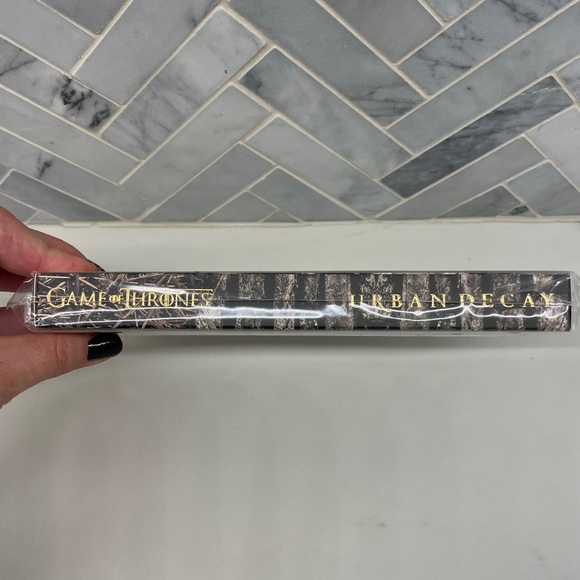 GAME OF THRONES URBAN DECAY